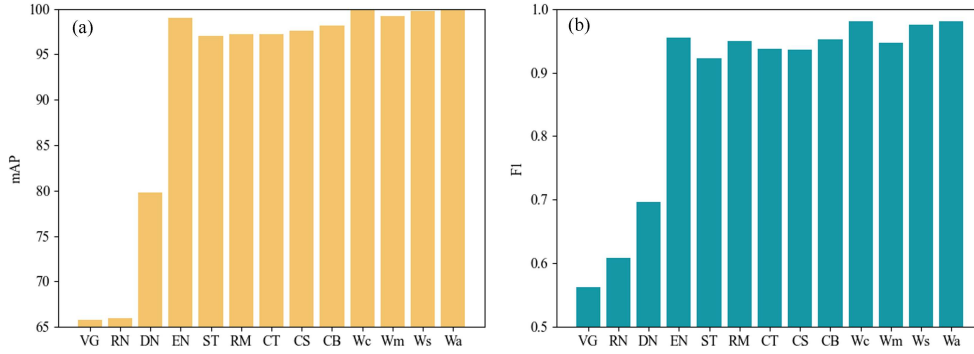 (a)
100
95
90
85
80
75
70
65
mAP
VG RN DN EN ST RM CT CS CB Wc Wm Ws Wa
(b)
1.0
0.9
0.8
0.7
0.6
0.5
F1
VG RN DN EN ST RM CT CS CB Wc Wm Ws Wa